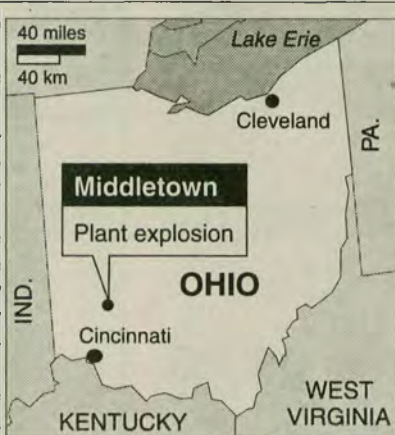 40 miles
40 km
Lake Erie
Cleveland
PA.
Middletown
Plant explosion
IND.
OHIO
Cincinnati
WEST
VIRGINIA
KENTUCKY